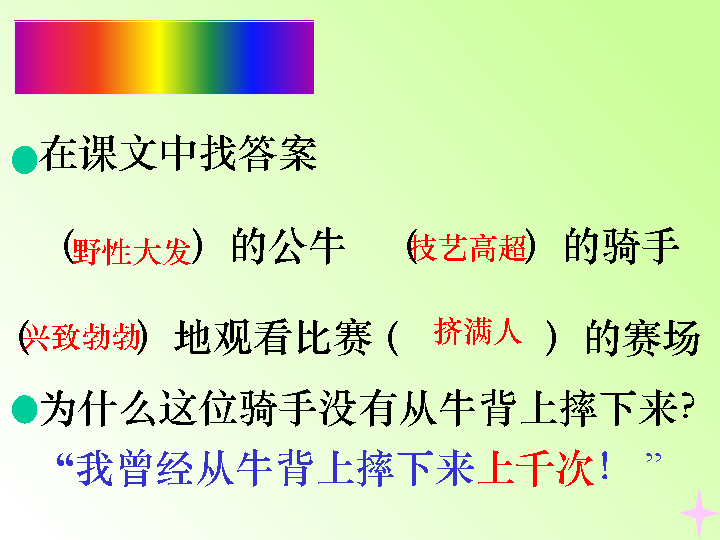 在课文中找答案
(野性大发) 的公牛 (技艺高超) 的骑手
(兴致勃勃) 地观看比赛 ( 挤满人 ) 的赛场
为什么这位骑手没有从牛背上摔下来?
“我曾经从牛背上摔下来上千次! ”